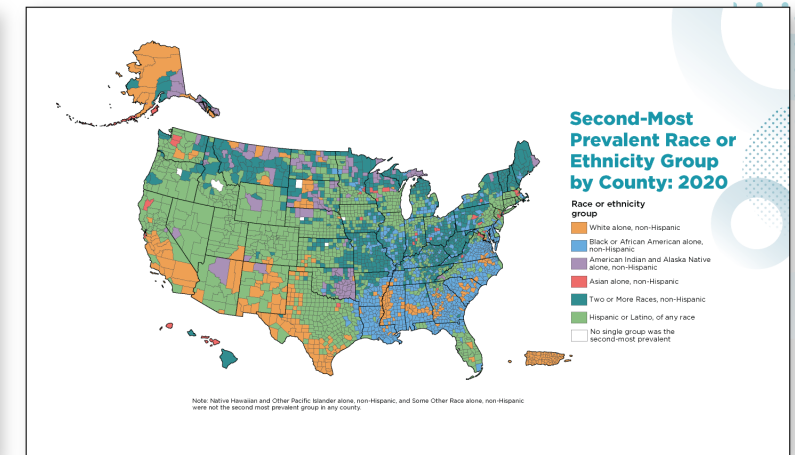 Second-Most
Prevalent Race or
Ethnicity Group
by County: 2020
Race or ethnicity
group
White alone, non-Hispanic
Black or African American alone,
non-Hispanic
American Indian and Alaska Native
alone, non-Hispanic
Asian alone, non-Hispanic
Two or More Races, non-Hispanic
Hispanic or Latino, of any race
No single group was the
second-most prevalent
Note: Native Hawaiian and Other Pacific Islander alone, non-Hispanic, and Some Other Race alone, non-Hispanic
were not the second most prevalent group in any county.